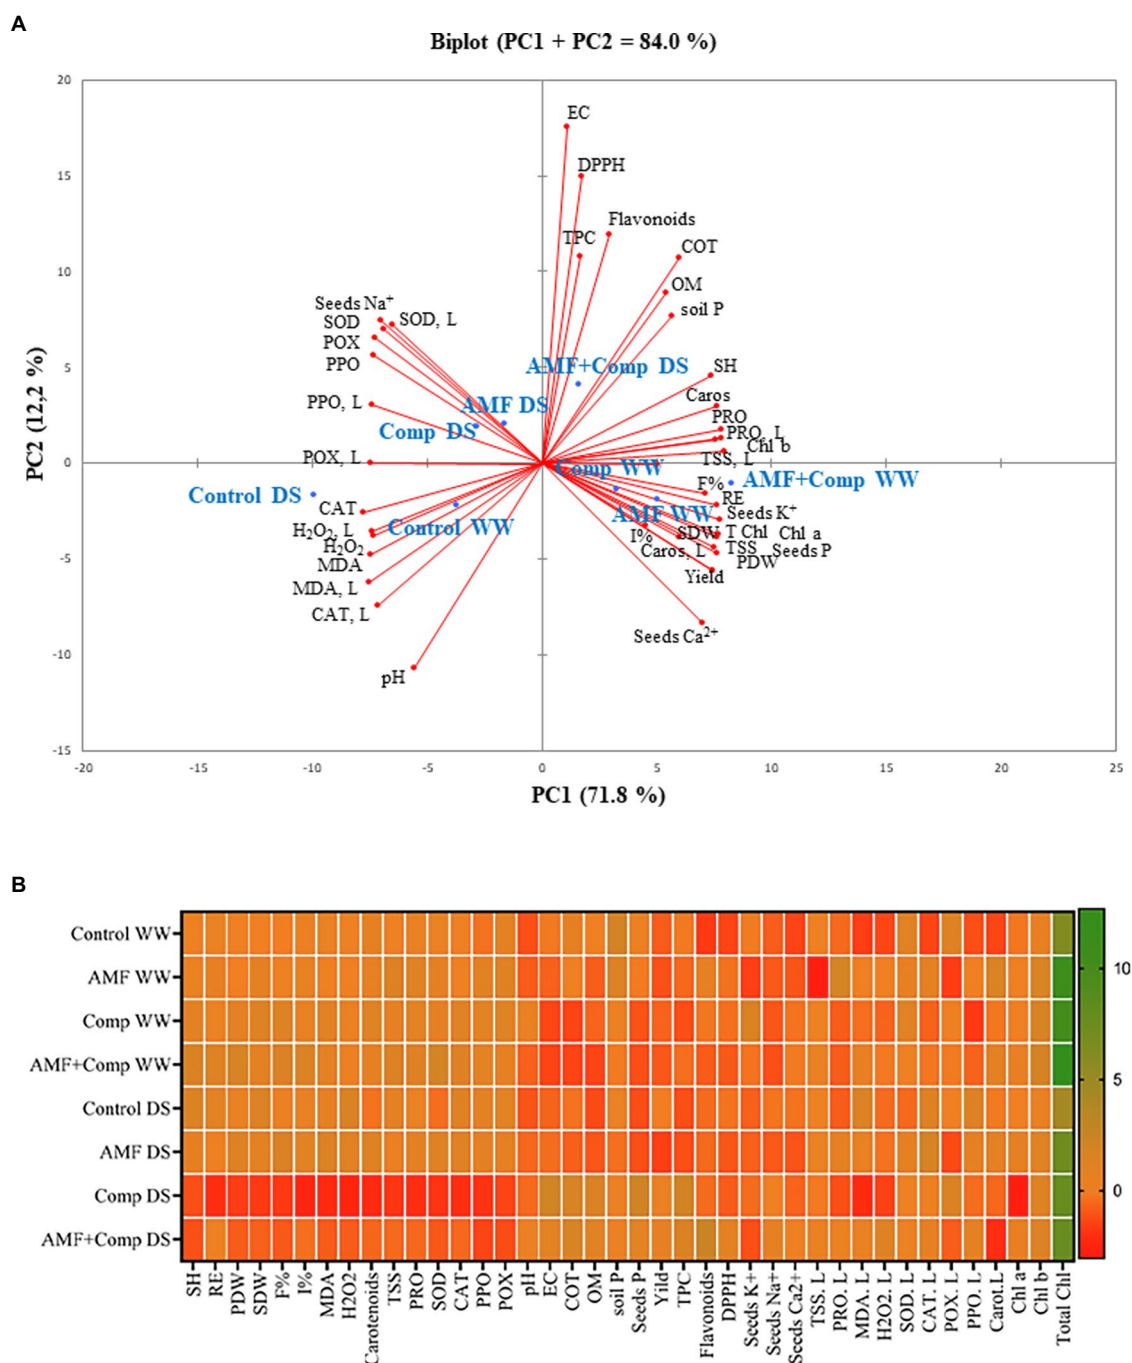 A
Biplot (PC1 + PC2 = 84.0 %)
20
15
10
5
0
-5
-10
-15
PC2 (12,2 %)
EC
DPPH
Flavonoids
TPC
COT
OM
soil P
Seeds Na⁺
SOD
SOD, L
POX
PPO
AMF+Comp DS
SH
Caros
PPO, L
AMF DS
PRO
Comp DS
PRO, L
Chl b
POX, L
Comp WW
TSS, L
F%
AMF+Comp WW
Control DS
RE
CAT
AMF WW
Seeds K⁺
H₂O₂, L
Control WW
I%
SDW
T Chl
Chl a
H₂O₂
Caros, L
TSS
Seeds P
MDA
PDW
MDA, L
Yield
CAT, L
Seeds Ca²⁺
pH
-20
-15
-10
-5
0
5
10
15
20
25
PC1 (71.8 %)
B
Control WW
AMF WW
Comp WW
AMF+Comp WW
Control DS
AMF DS
Comp DS
AMF+Comp DS
10
5
0
SH
RE
PDW
SDW
F%
I%
MDA
H2O2
Carotenoids
TSS
PRO
SOD
CAT
PPO
POX
pH
EC
COT
OM
soil P
Seeds P
Yild
TPC
Flavonoids
DPPH
Seeds K+
Seeds Na+
Seeds Ca2+
TSS. L
PRO. L
MDA. L
H2O2. L
SOD. L
CAT. L
POX. L
PPO. L
Carot.L
Chl a
Chl b
Total Chl